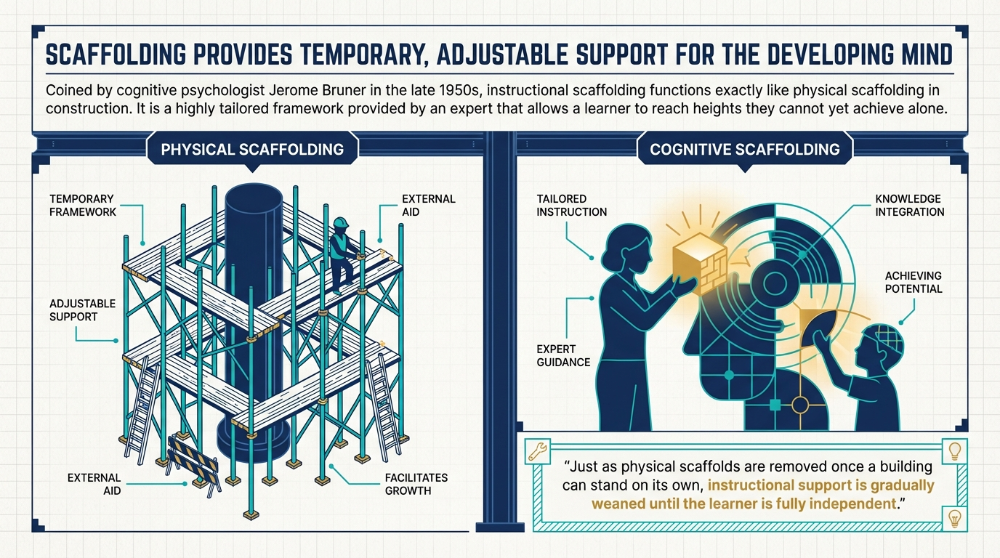 SCAFFOLDING PROVIDES TEMPORARY, ADJUSTABLE SUPPORT FOR THE DEVELOPING MIND
Coined by cognitive psychologist Jerome Bruner in the late 1950s, instructional scaffolding functions exactly like physical scaffolding in
construction. It is a highly tailored framework provided by an expert that allows a learner to reach heights they cannot yet achieve alone.
PHYSICAL SCAFFOLDING
TEMPORARY
FRAMEWORK
EXTERNAL
AID
ADJUSTABLE
SUPPORT
EXTERNAL
AID
FACILITATES
GROWTH
COGNITIVE SCAFFOLDING
TAILORED
INSTRUCTION
KNOWLEDGE
INTEGRATION
ACHIEVING
POTENTIAL
EXPERT
GUIDANCE
“Just as physical scaffolds are removed once a building
can stand on its own, instructional support is gradually
weaned until the learner is fully independent.”